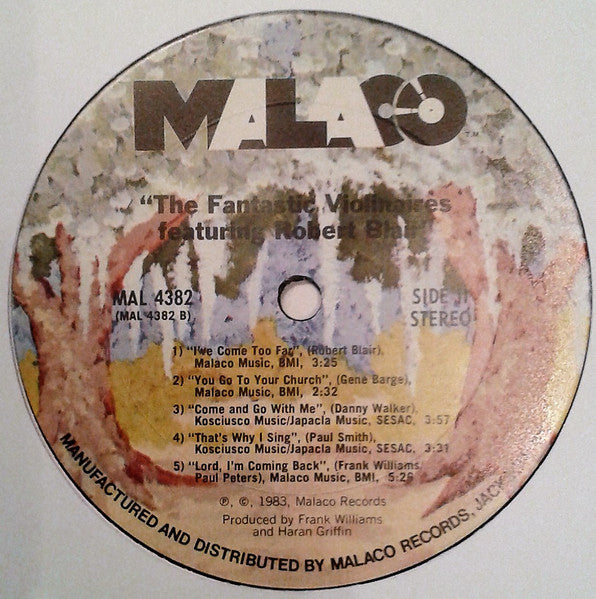 MALACO
TM
"The Fantastic Violinaires
featuring Robert Blair"
MAL 4382
(MAL 4382 B)
SIDE II
STEREO
1) "I've Come Too Far", (Robert Blair),
Malaco Music, BMI, 3:25
2) "You Go To Your Church", (Gene Barge),
Malaco Music, BMI, 2:32
3) "Come and Go With Me", (Danny Walker),
Kosciusco Music/Japacla Music, SESAC, 3:57
4) "That's Why I Sing", (Paul Smith),
Kosciusco Music/Japacla Music, SESAC, 3:31
5) "Lord, I'm Coming Back", (Frank Williams,
Paul Peters), Malaco Music, BMI, 5:26
℗, ©, 1983, Malaco Records
Produced by Frank Williams
and Haran Griffin
MANUFACTURED AND DISTRIBUTED BY MALACO RECORDS,